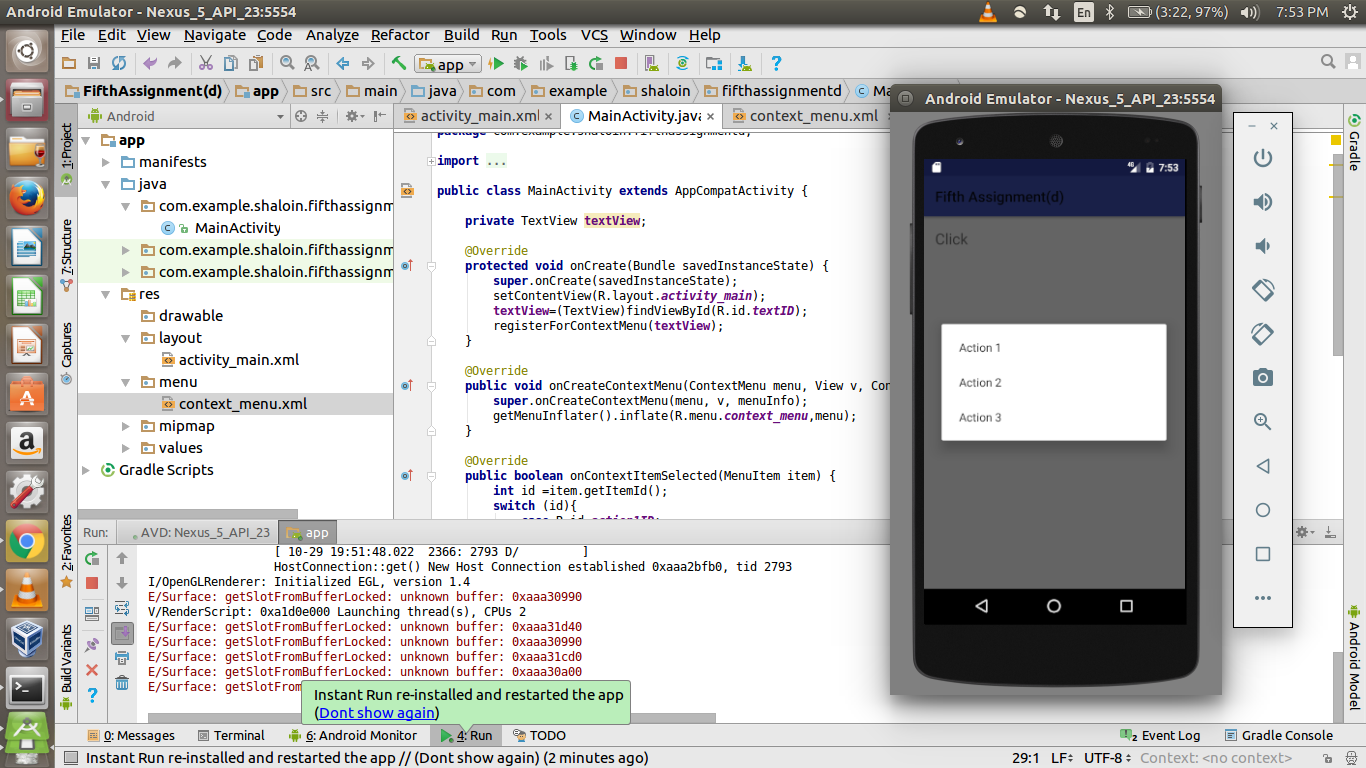 Android Emulator - Nexus_5_API_23:5554
En
(3:22, 97%)
7:53 PM
File Edit View Navigate Code Analyze Refactor Build Run Tools VCS Window Help
app
FifthAssignment(d) app src main java com example shaloin fifthassignmentd
Android
activity_main.xml MainActivity.java context_menu.xml
1: Project
7: Structure
Captures
2: Favorites
Build Variants
app
manifests
java
com.example.shaloin.fifthassignm
MainActivity
com.example.shaloin.fifthassignm
com.example.shaloin.fifthassignm
res
drawable
layout
activity_main.xml
menu
context_menu.xml
mipmap
values
Gradle Scripts
import ...
public class MainActivity extends AppCompatActivity {
private TextView textView;
@Override
protected void onCreate(Bundle savedInstanceState) {
super.onCreate(savedInstanceState);
setContentView(R.layout.activity_main);
textView=(TextView)findViewById(R.id.textID);
registerForContextMenu(textView);
}
@Override
public void onCreateContextMenu(ContextMenu menu, View v, Con
super.onCreateContextMenu(menu, v, menuInfo);
getMenuInflater().inflate(R.menu.context_menu,menu);
}
@Override
public boolean onContextItemSelected(MenuItem item) {
int id =item.getItemId();
switch (id){
Android Emulator - Nexus_5_API_23:5554
7:53
Fifth Assignment(d)
Click
Action 1
Action 2
Action 3
Gradle
Android Model
Run: AVD: Nexus_5_API_23 app
[ 10-29 19:51:48.022  2366: 2793 D/         ]
HostConnection::get() New Host Connection established 0xaaa2bfb0, tid 2793
I/OpenGLRenderer: Initialized EGL, version 1.4
E/Surface: getSlotFromBufferLocked: unknown buffer: 0xaaa30990
V/RenderScript: 0xa1d0e000 Launching thread(s), CPUs 2
E/Surface: getSlotFromBufferLocked: unknown buffer: 0xaaa31d40
E/Surface: getSlotFromBufferLocked: unknown buffer: 0xaaa30990
E/Surface: getSlotFromBufferLocked: unknown buffer: 0xaaa31cd0
E/Surface: getSlotFromBufferLocked: unknown buffer: 0xaaa30a00
E/Surface: getSlotFrom
Instant Run re-installed and restarted the app
(Dont show again)
0: Messages Terminal 6: Android Monitor 4: Run TODO Event Log Gradle Console
Instant Run re-installed and restarted the app // (Dont show again) (2 minutes ago)
29:1 LF UTF-8 Context: <no context>